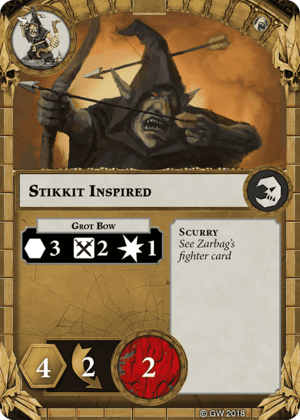 Stikkit Inspired
Grot Bow
3 2 1
Scurry
See Zarbag's
fighter card
4 2 2
© GW 2018